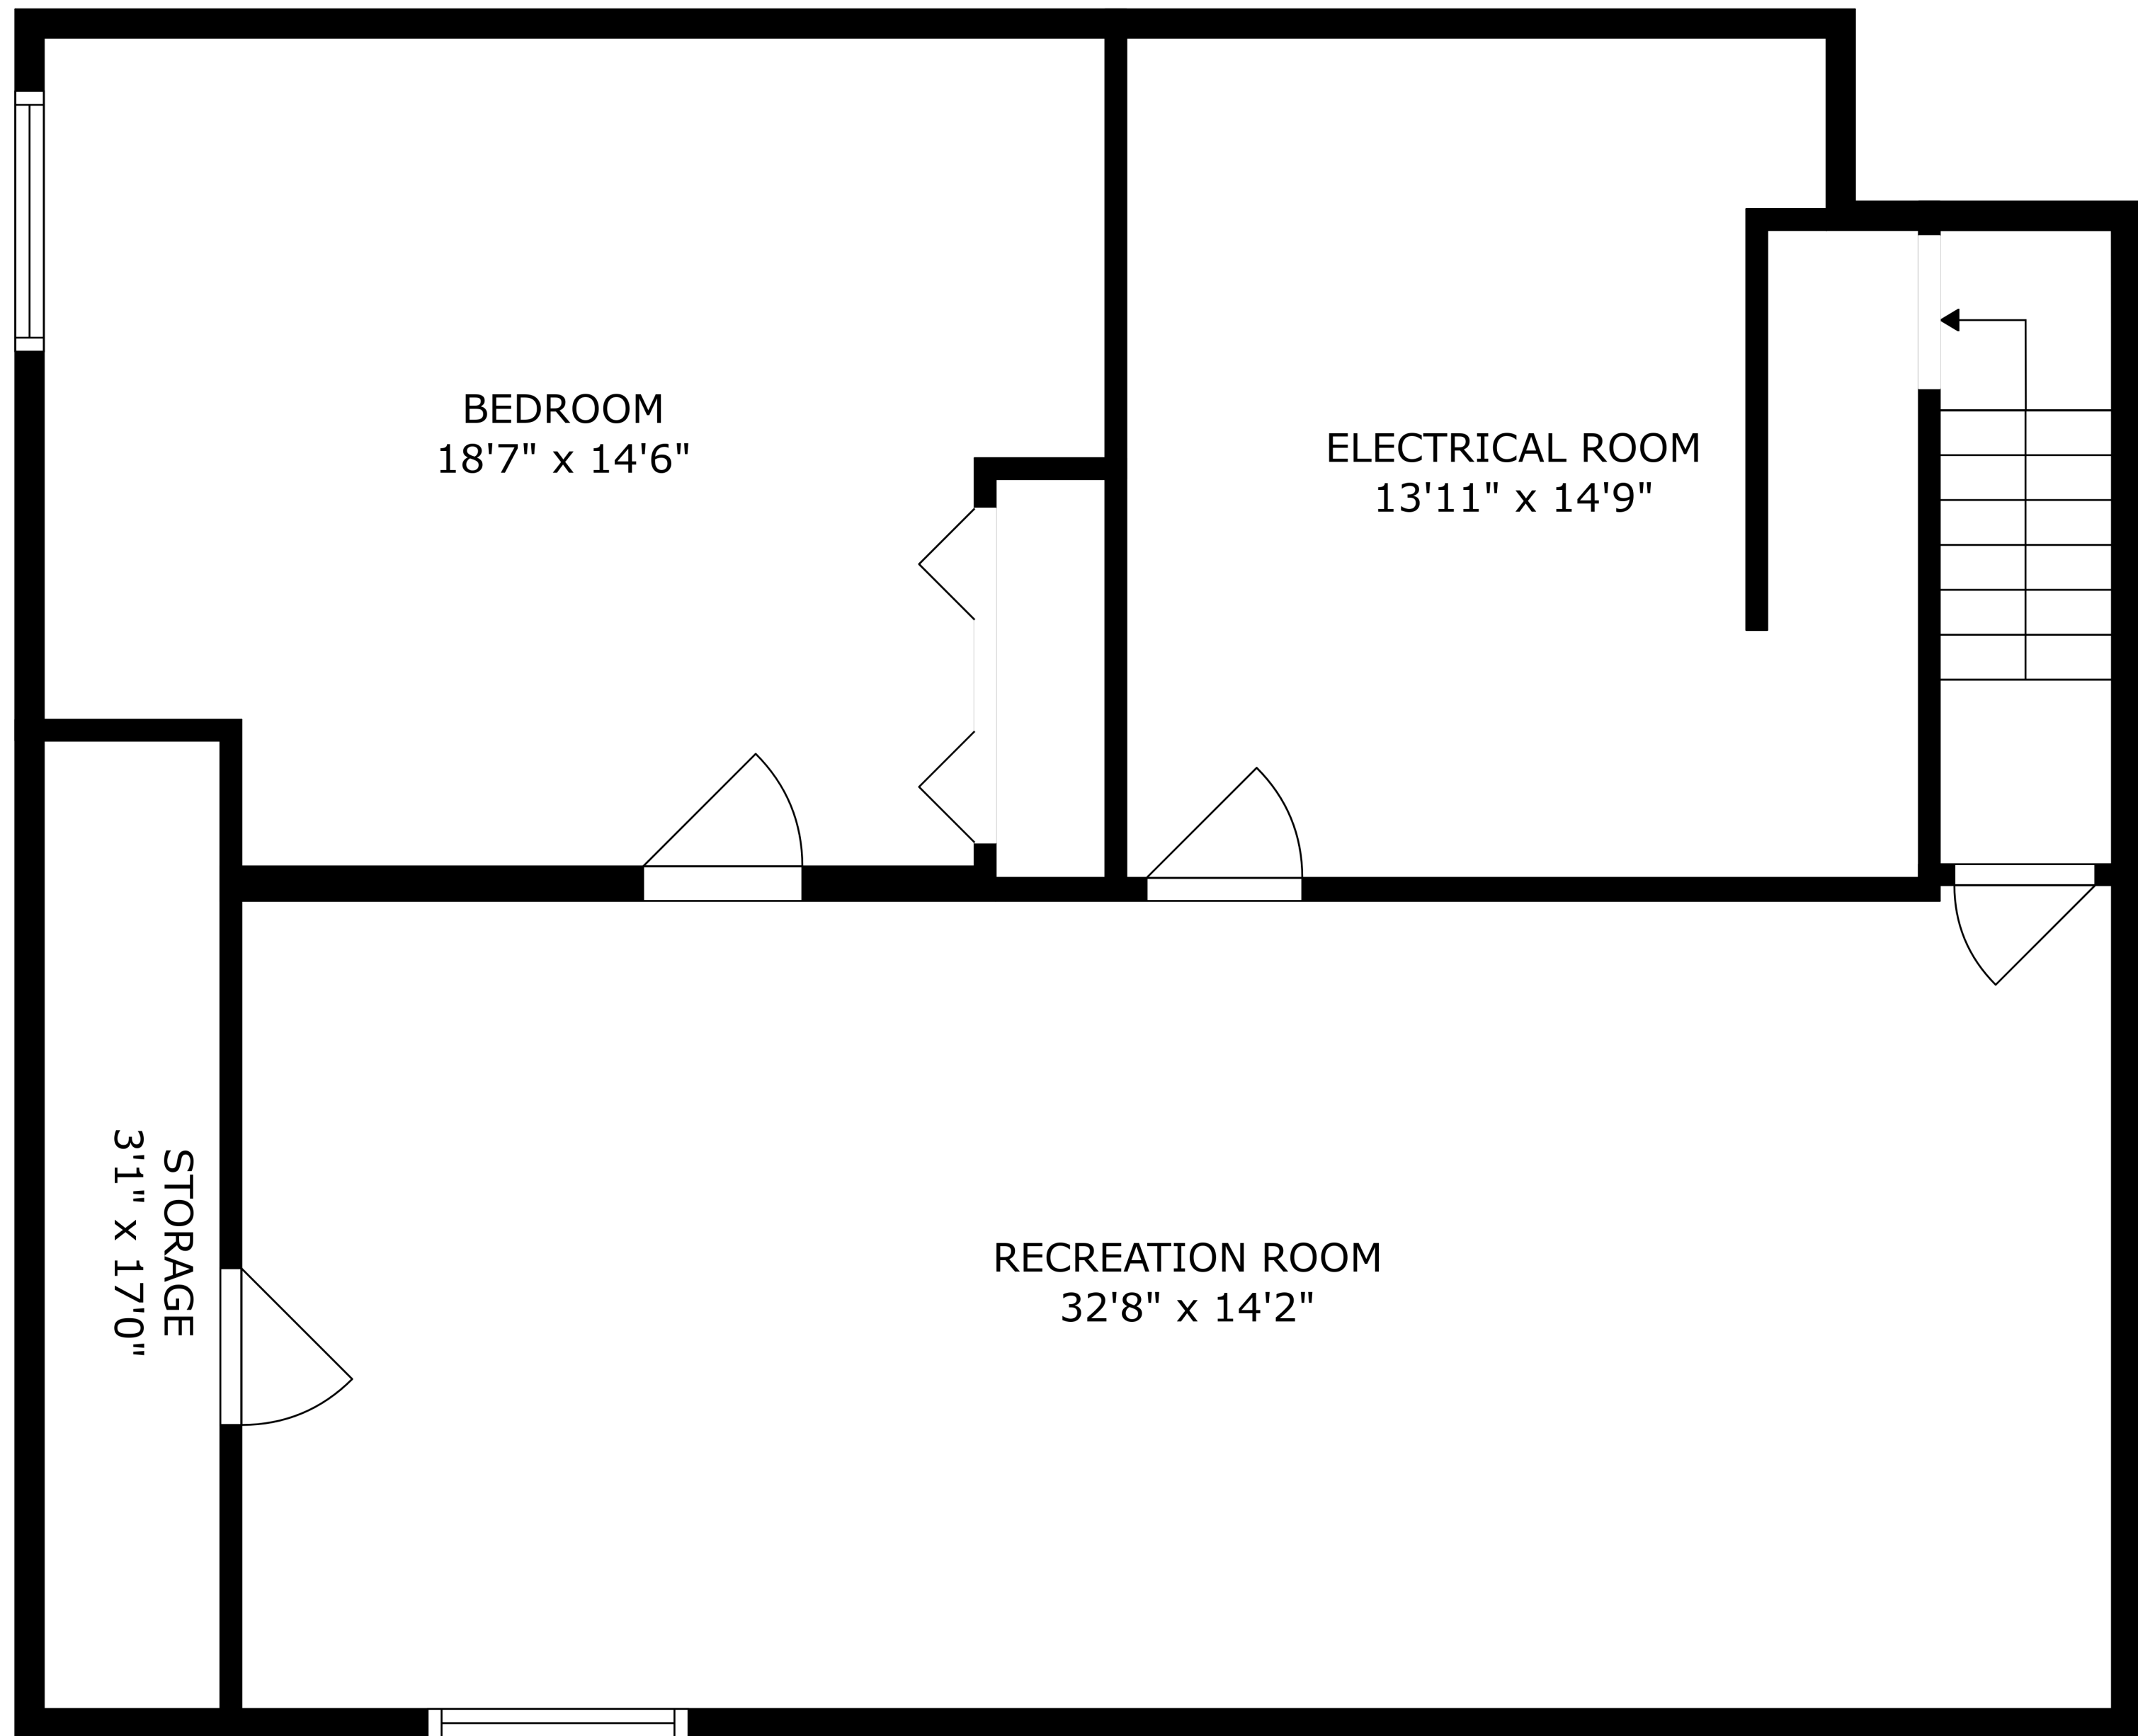 BEDROOM
18'7" x 14'6"
ELECTRICAL ROOM
13'11" x 14'9"
STORAGE
3'1" x 17'0"
RECREATION ROOM
32'8" x 14'2"